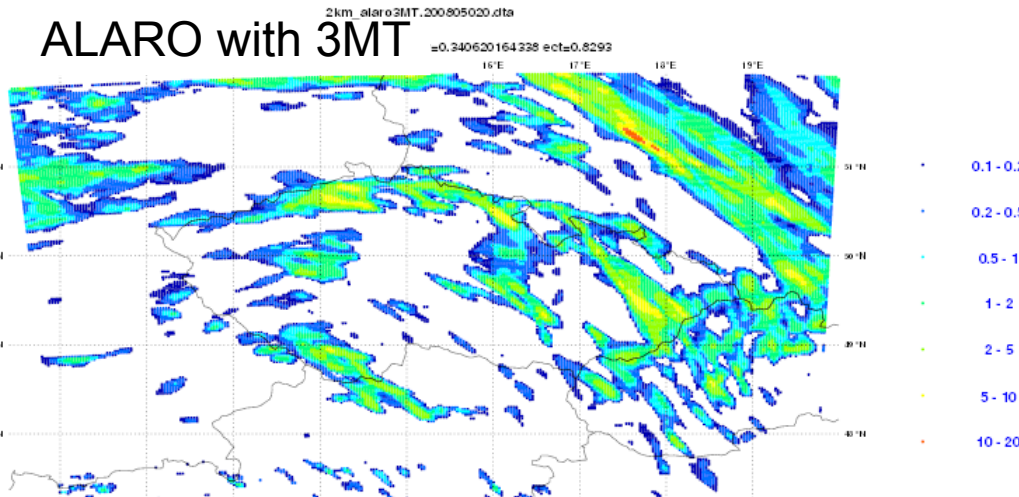 2km_alaro3MT.200805020.dta
ALARO with 3MT
=0.340620164338 ect=0.8293
16°E 17°E 18°E 19°E
51°N
50°N
49°N
48°N
0.1 - 0.2
0.2 - 0.5
0.5 - 1
1 - 2
2 - 5
5 - 10
10 - 20